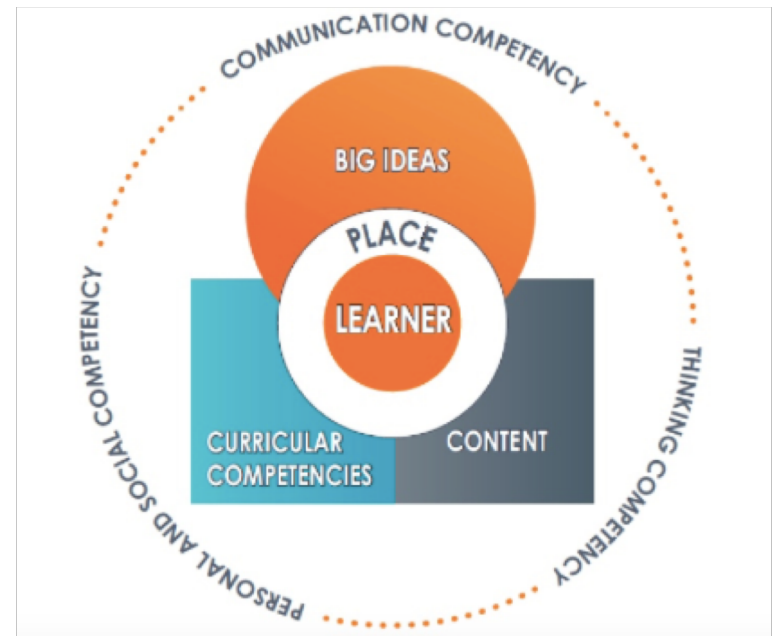 COMMUNICATION COMPETENCY
BIG IDEAS
PLACE
LEARNER
CURRICULAR
COMPETENCIES
CONTENT
THINKING COMPETENCY
PERSONAL AND SOCIAL COMPETENCY